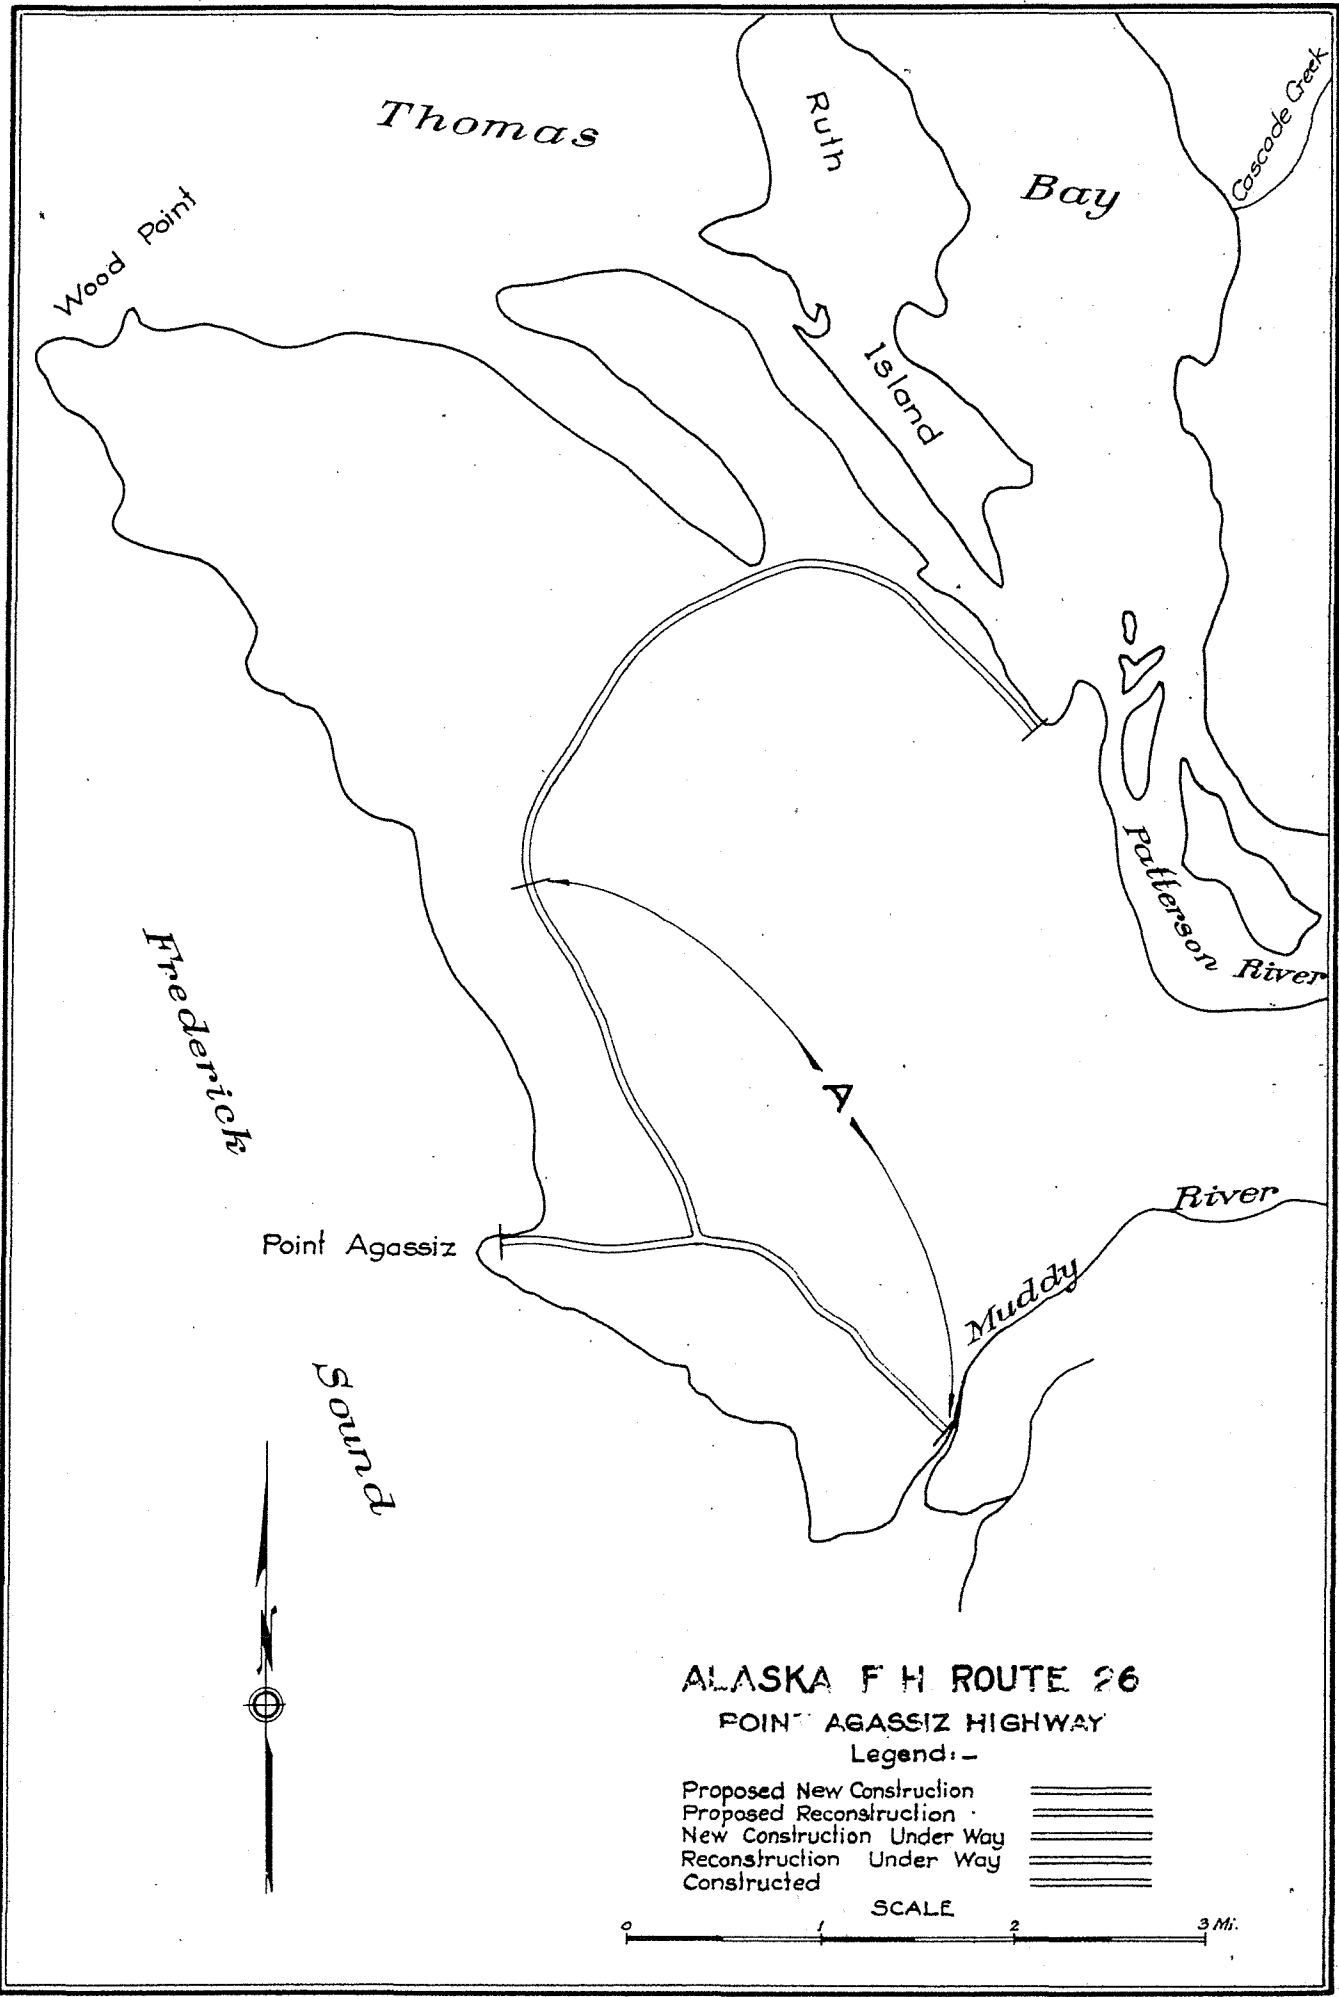 Thomas
Bay
Ruth
Island
Cascade Creek
Wood Point
Patterson River
Frederick
Sound
A
Point Agassiz
Muddy River
N
ALASKA F H ROUTE 26
POINT AGASSIZ HIGHWAY
Legend:-
Proposed New Construction
Proposed Reconstruction
New Construction Under Way
Reconstruction Under Way
Constructed
SCALE
0 1 2 3 Mi.